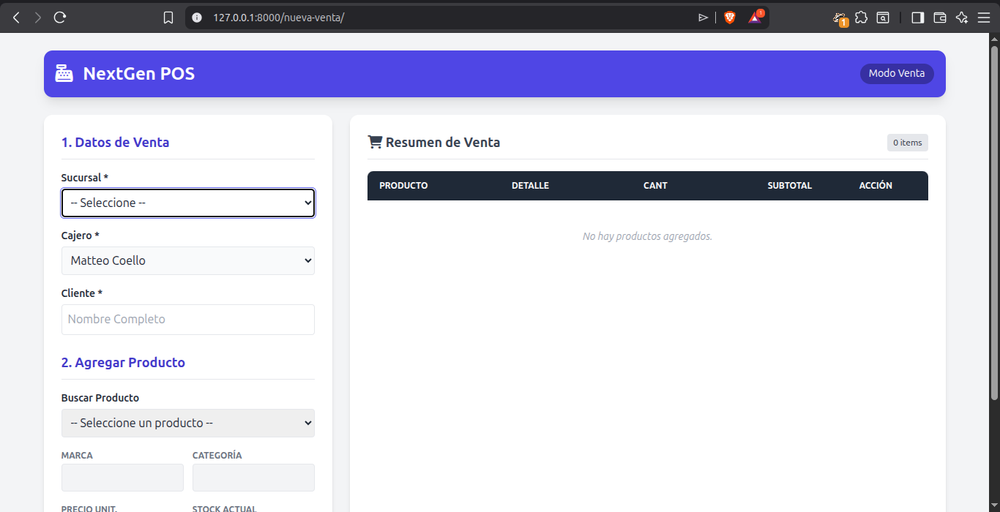 127.0.0.1:8000/nueva-venta/
1
1
NextGen POS
Modo Venta
1. Datos de Venta
Sucursal *
-- Seleccione --
Cajero *
Matteo Coello
Cliente *
Nombre Completo
2. Agregar Producto
Buscar Producto
-- Seleccione un producto --
MARCA CATEGORÍA
PRECIO UNIT. STOCK ACTUAL
Resumen de Venta
0 items
PRODUCTO DETALLE CANT SUBTOTAL ACCIÓN
No hay productos agregados.